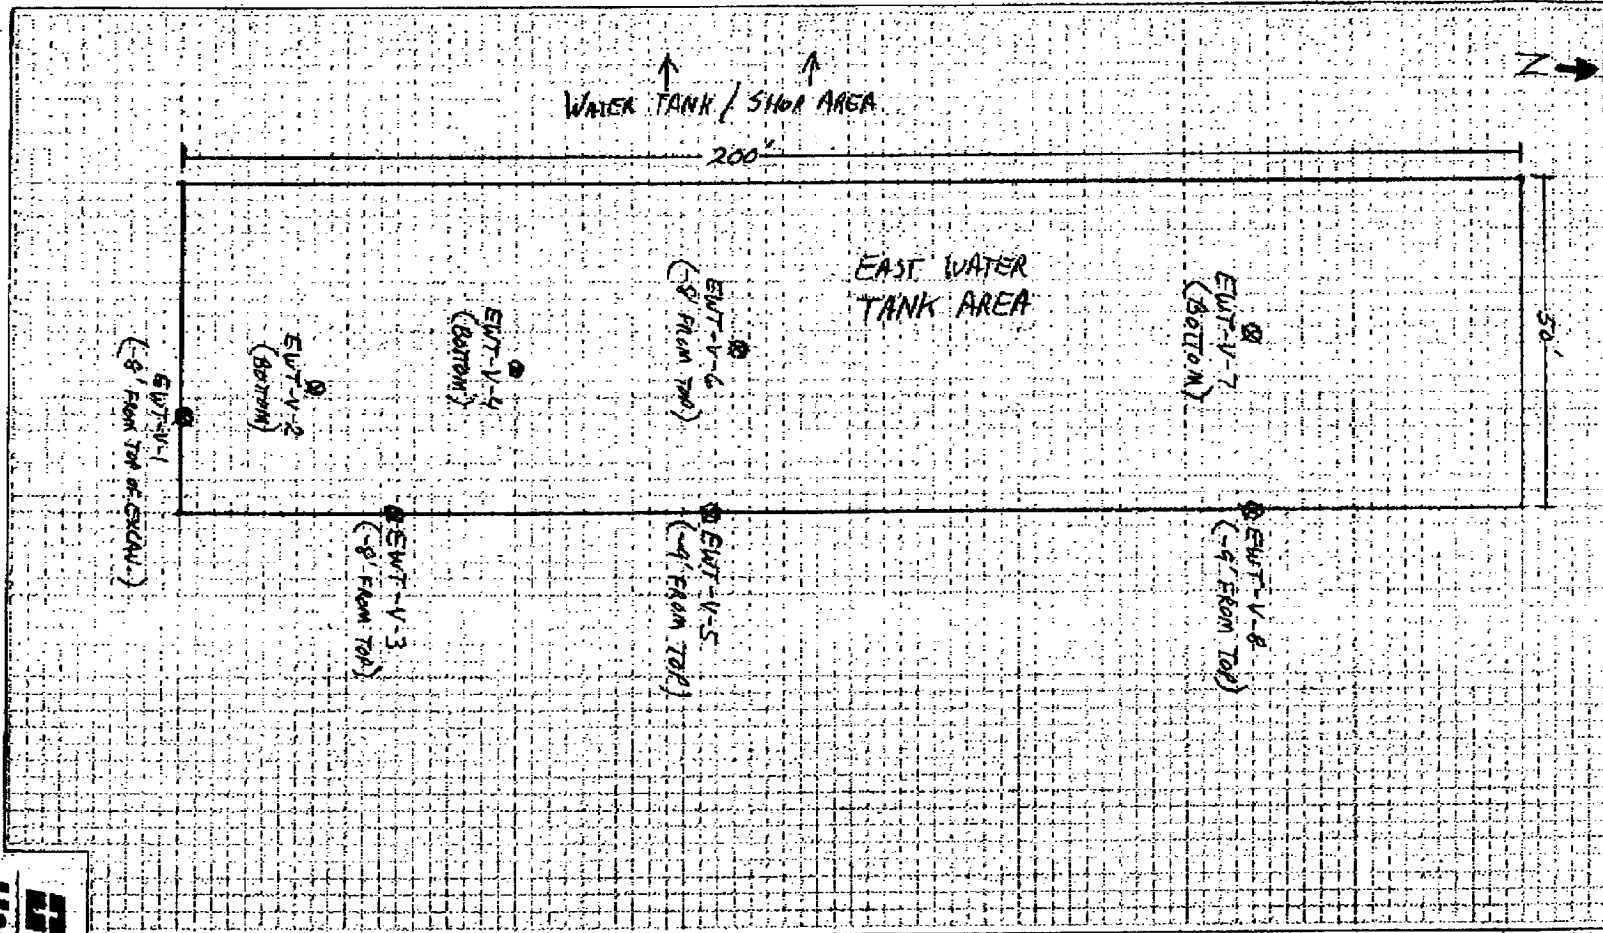 N
WATER TANK / SHOP AREA
200'
50'
EAST WATER
TANK AREA
EWT-V-1
(-8' FROM TOP OF EXCAV.)
EWT-V-2
(BOTTOM)
EWT-V-4
(BOTTOM)
EWT-V-6
(-8' FROM TOP)
EWT-V-7
(BOTTOM)
EWT-V-3
(-8' FROM TOP)
EWT-V-5
(-9' FROM TOP)
EWT-V-8
(-9' FROM TOP)